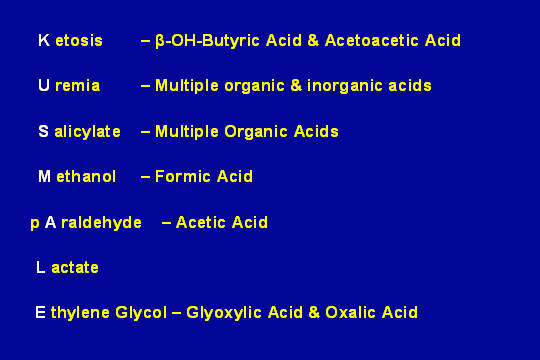 K etosis – β-OH-Butyric Acid & Acetoacetic Acid
U remia – Multiple organic & inorganic acids
S alicylate – Multiple Organic Acids
M ethanol – Formic Acid
p A raldehyde – Acetic Acid
L actate
E thylene Glycol – Glyoxylic Acid & Oxalic Acid